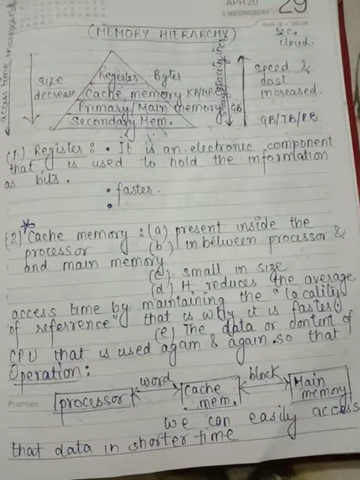 APR 20
WEDNESDAY
29
(MEMORY HIERARCHY)
Sec.
cloud.
access time increased
size
decrease
Register
Bytes
Cache memory KB/MB
Primary/Main memory GB
Secondary Mem.
speed &
cost
increased.
GB/TB/PB
(1) Register : • It is an electronic component
that is used to hold the information
as bits.
• faster.
•
(2) *Cache memory : (a) present inside the
processor (b) in between processor &
and main memory
(c) small in size
(d) It reduces the average
access time by maintaining the "locality
of reference" that is why it is faster
(e) The data or content of
CPU that is used again & again so that
Operation:
Priorities
processor
word
Cache
mem.
block
Main
memory
we can easily access
that data in shorter time